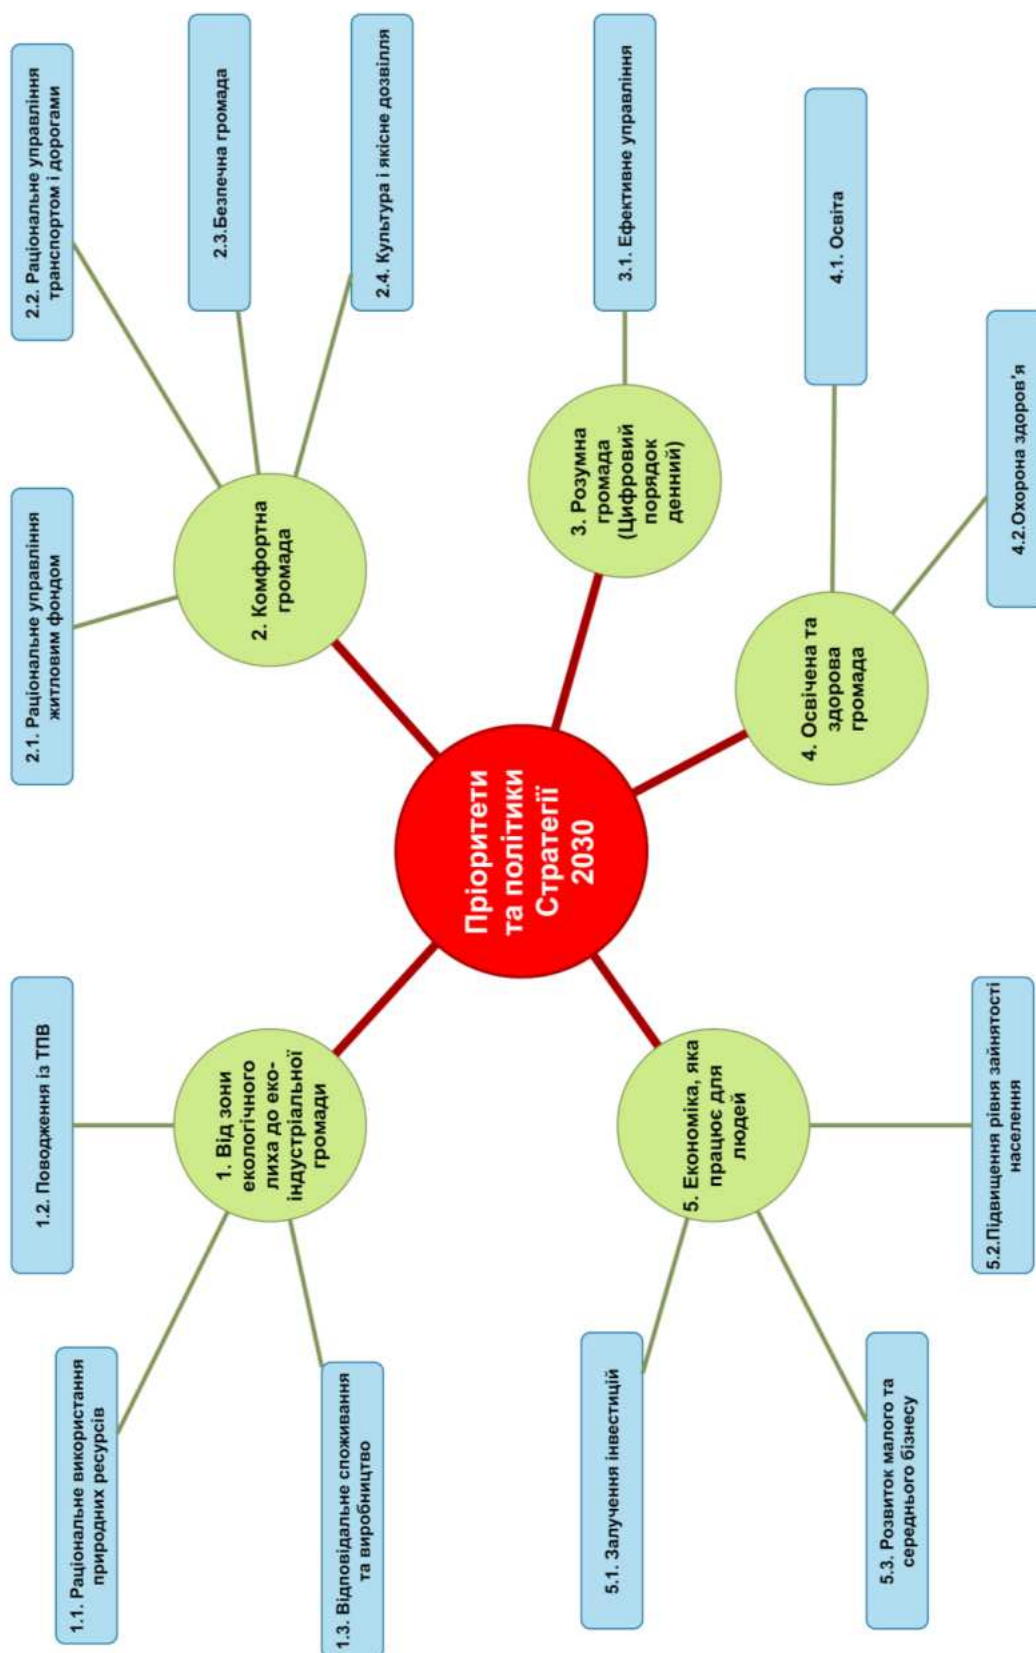 Пріоритети
та політики
Стратегії
2030
1. Від зони
екологічного
лиха до еко-
індустріальної
громади
1.1. Раціональне використання
природних ресурсів
1.2. Поводження із ТПВ
1.3. Відповідальне споживання
та виробництво
2. Комфортна
громада
2.1. Раціональне управління
житловим фондом
2.2. Раціональне управління
транспортом і дорогами
2.3.Безпечна громада
2.4. Культура і якісне дозвілля
3. Розумна
громада
(Цифровий
порядок
денний)
3.1. Ефективне управління
4. Освічена та
здорова
громада
4.1. Освіта
4.2.Охорона здоров'я
5. Економіка, яка
працює для
людей
5.1. Залучення інвестицій
5.2.Підвищення рівня зайнятості
населення
5.3. Розвиток малого та
середнього бізнесу